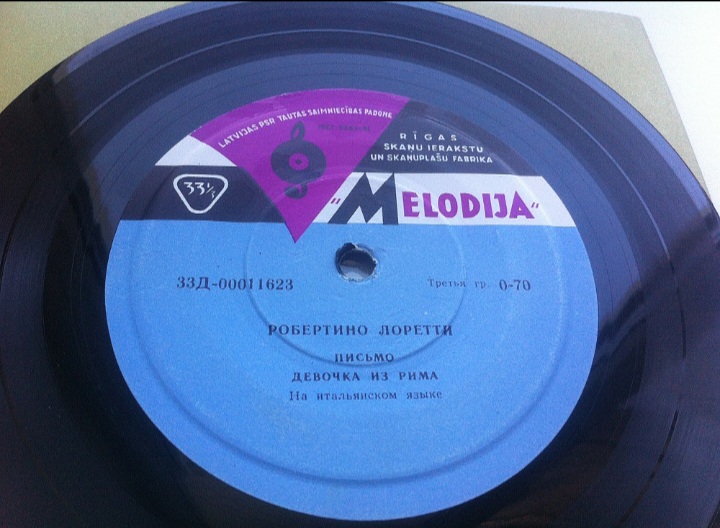 LATVIJAS PSR TAUTAS SAIMNIECĪBAS PADOME
RĪGAS
SKAŅU IERAKSTU
UN SKAŅUPLAŠU FABRIKA
33⅓
"MELODIJA"
33Д-00011623
Третья гр. 0-70
РОБЕРТИНО ЛОРЕТТИ
ПИСЬМО
ДЕВОЧКА ИЗ РИМА
На итальянском языке